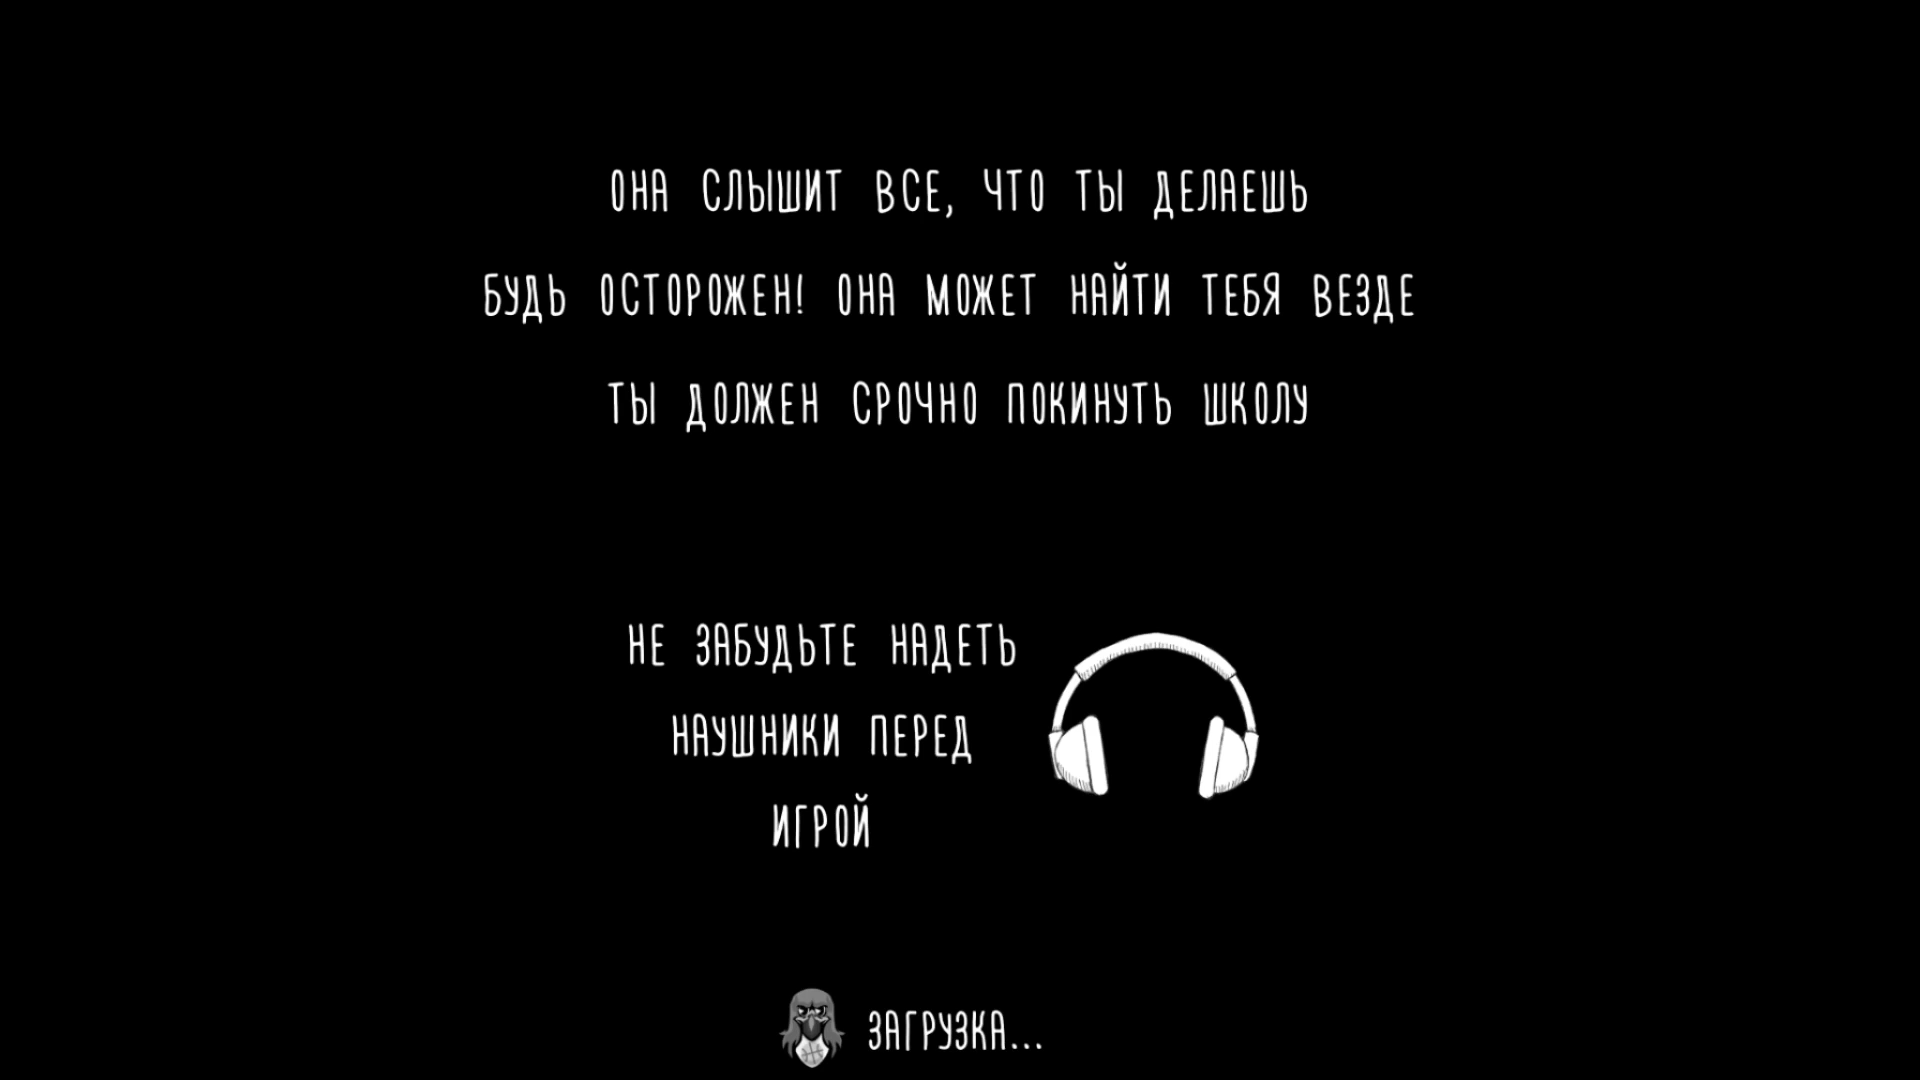 ОНА СЛЫШИТ ВСЕ, ЧТО ТЫ ДЕЛАЕШЬ
БУДЬ ОСТОРОЖЕН! ОНА МОЖЕТ НАЙТИ ТЕБЯ ВЕЗДЕ
ТЫ ДОЛЖЕН СРОЧНО ПОКИНУТЬ ШКОЛУ
НЕ ЗАБУДЬТЕ НАДЕТЬ
НАУШНИКИ ПЕРЕД
ИГРОЙ
ЗАГРУЗКА...